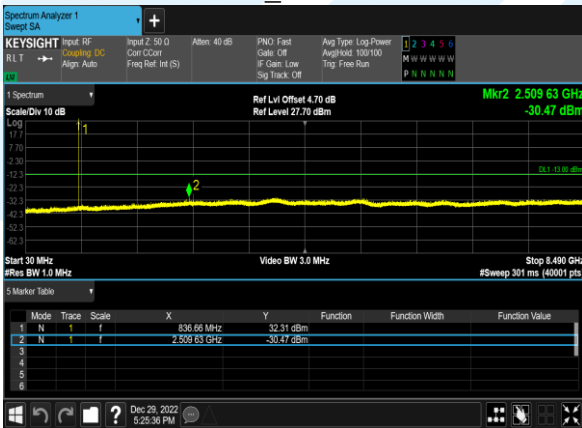 Spectrum Analyzer 1
Swept SA
KEYSIGHT Input: RF Input Z: 50 Ω Atten: 40 dB PNO: Fast Avg Type: Log-Power 1 2 3 4 5 6
RLT Coupling: DC Corr CCorr Gate: Off Avg|Hold: 100/100 M W W W W W
Align: Auto Freq Ref: Int (S) IF Gain: Low Trig: Free Run
LV Sig Track: Off P N N N N N
1 Spectrum Ref Lvl Offset 4.70 dB Mkr2 2.509 63 GHz
Scale/Div 10 dB Ref Level 27.70 dBm -30.47 dBm
Log
1
17.7
7.70
-2.30
DL1 -13.00 dBm
-12.3
-22.3
2
-32.3
-42.3
-52.3
-62.3
Start 30 MHz Video BW 3.0 MHz Stop 8.490 GHz
#Res BW 1.0 MHz #Sweep 301 ms (40001 pts
5 Marker Table
Mode Trace Scale X Y Function Function Width Function Value
1 N 1 f 836.66 MHz 32.31 dBm
2 N 1 f 2.509 63 GHz -30.47 dBm
3
4
5
6
? Dec 29, 2022
5:25:36 PM